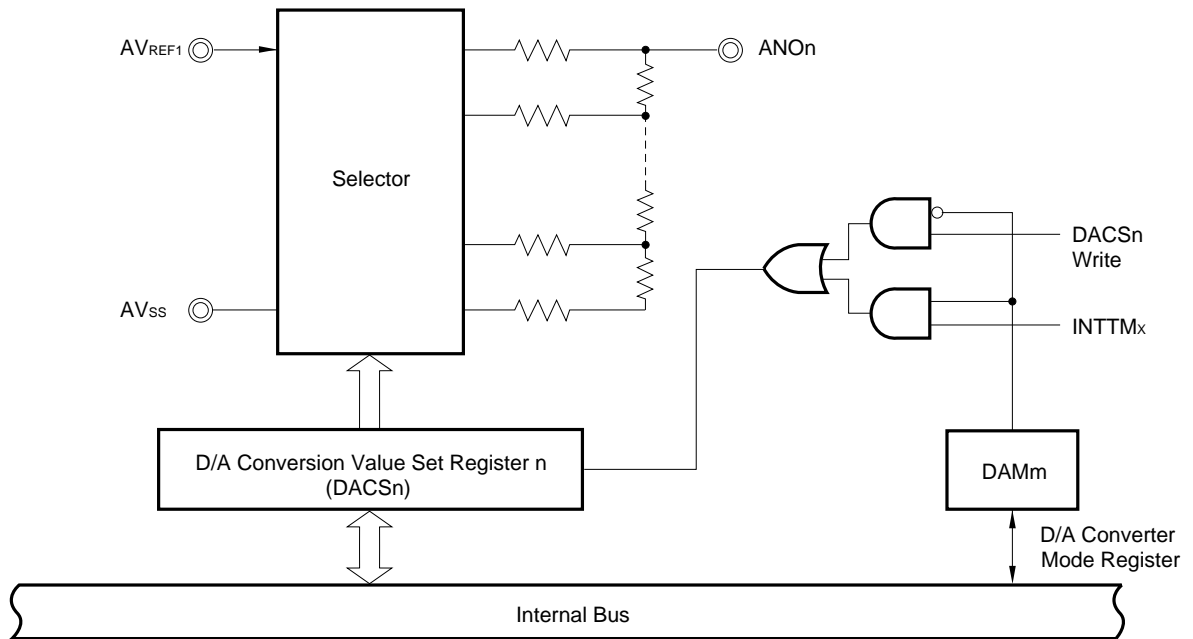 AVREF1
ANOn
Selector
DACSn
Write
AVSS
INTTMX
D/A Conversion Value Set Register n
(DACSn)
DAMm
D/A Converter
Mode Register
Internal Bus